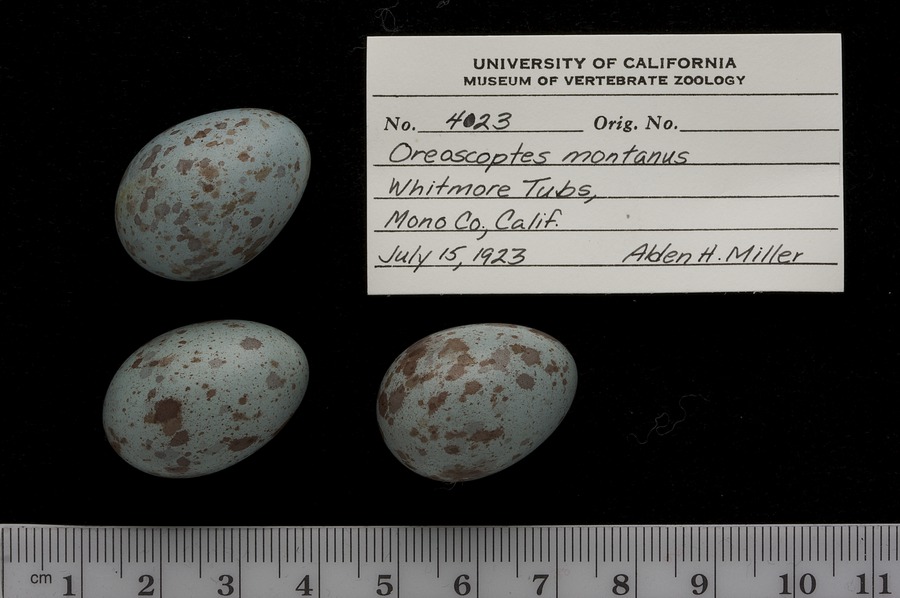 UNIVERSITY OF CALIFORNIA
MUSEUM OF VERTEBRATE ZOOLOGY
No. 4023 Orig. No.
Oreoscoptes montanus
Whitmore Tubs,
Mono Co., Calif.
July 15, 1923 Alden H. Miller
cm 1 2 3 4 5 6 7 8 9 10 11